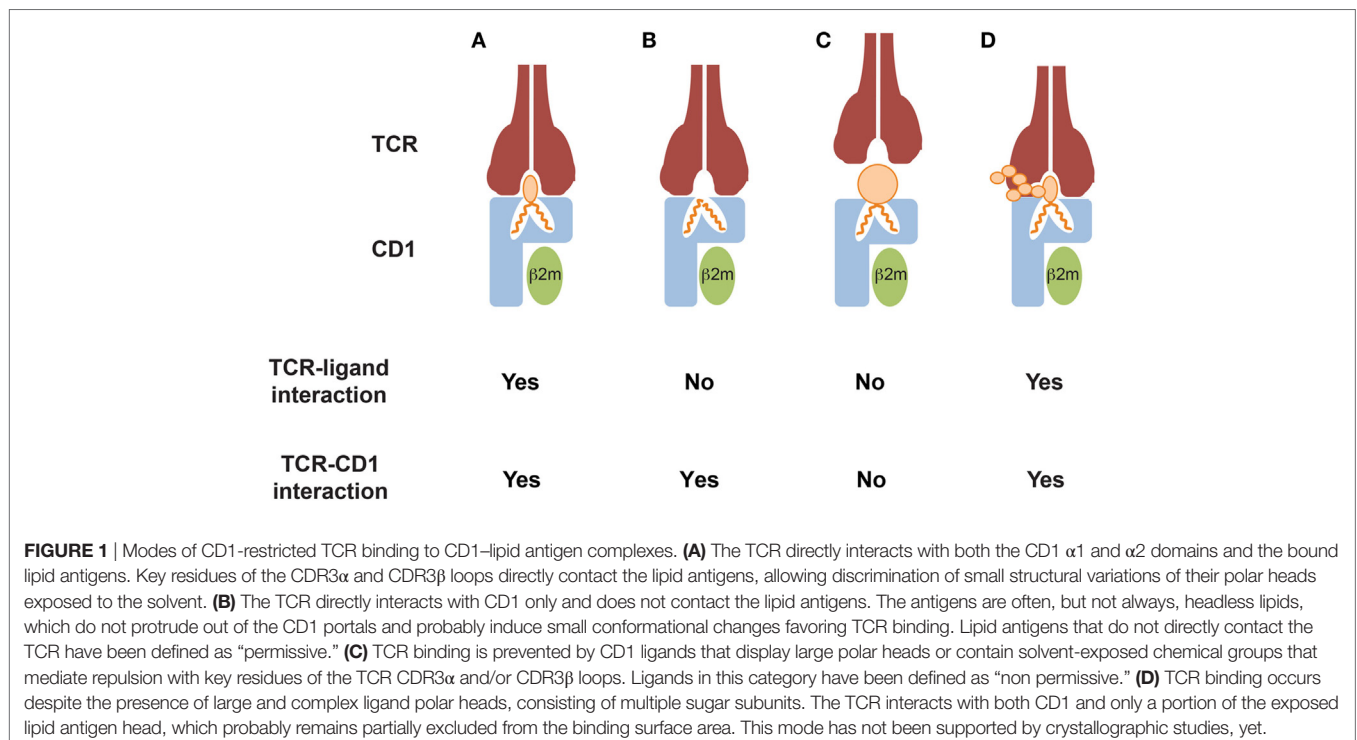 A B C D
TCR
CD1
β2m β2m β2m β2m
TCR-ligand
interaction
Yes No No Yes
TCR-CD1
interaction
Yes Yes No Yes
FIGURE 1 | Modes of CD1-restricted TCR binding to CD1–lipid antigen complexes. (A) The TCR directly interacts with both the CD1 α1 and α2 domains and the bound
lipid antigens. Key residues of the CDR3α and CDR3β loops directly contact the lipid antigens, allowing discrimination of small structural variations of their polar heads
exposed to the solvent. (B) The TCR directly interacts with CD1 only and does not contact the lipid antigens. The antigens are often, but not always, headless lipids,
which do not protrude out of the CD1 portals and probably induce small conformational changes favoring TCR binding. Lipid antigens that do not directly contact the
TCR have been defined as “permissive.” (C) TCR binding is prevented by CD1 ligands that display large polar heads or contain solvent-exposed chemical groups that
mediate repulsion with key residues of the TCR CDR3α and/or CDR3β loops. Ligands in this category have been defined as “non permissive.” (D) TCR binding occurs
despite the presence of large and complex ligand polar heads, consisting of multiple sugar subunits. The TCR interacts with both CD1 and only a portion of the exposed
lipid antigen head, which probably remains partially excluded from the binding surface area. This mode has not been supported by crystallographic studies, yet.